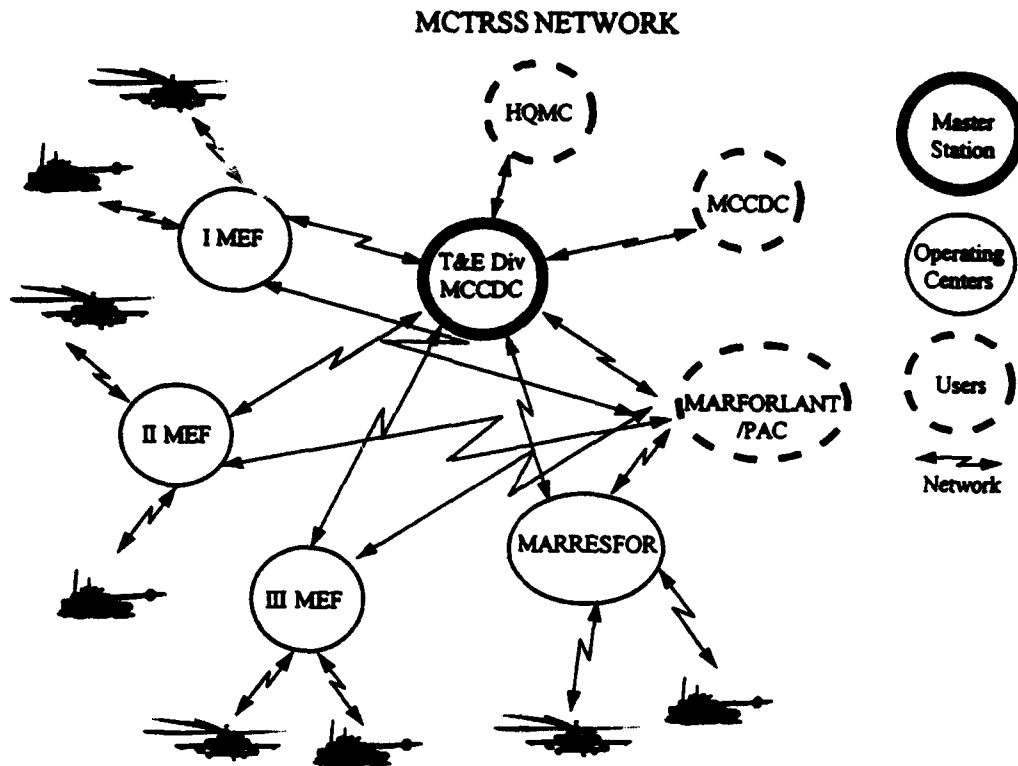 MCTRSS NETWORK
HQMC
Master
Station
MCCDC
I MEF
T&E Div
MCCDC
Operating
Centers
Users
MARFORLANT
/PAC
II MEF
Network
MARRESFOR
III MEF